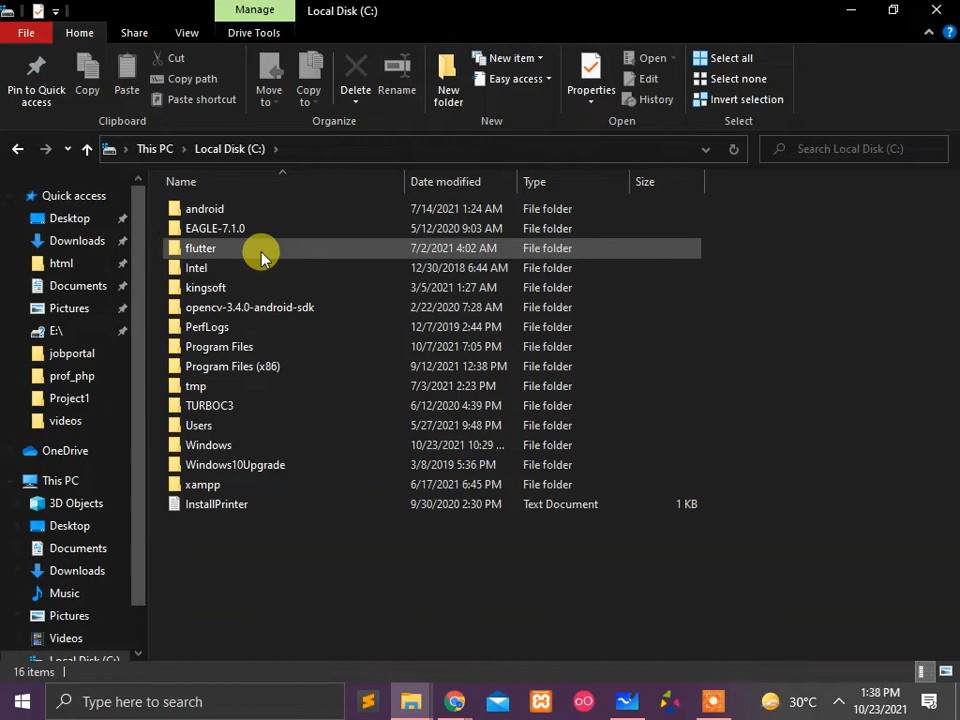 Manage
Local Disk (C:)
File
Home
Share
View
Drive Tools
Pin to Quick access
Copy
Paste
Cut
Copy path
Paste shortcut
Clipboard
Move to
Copy to
Delete
Rename
Organize
New folder
New item
Easy access
New
Properties
Open
Edit
History
Open
Select all
Select none
Invert selection
Select
This PC > Local Disk (C:) >
Search Local Disk (C:)
Quick access
Desktop
Downloads
html
Documents
Pictures
E:\
jobportal
prof_php
Project1
videos
OneDrive
This PC
3D Objects
Desktop
Documents
Downloads
Music
Pictures
Videos
Local Disk (C:)
Name Date modified Type Size
android 7/14/2021 1:24 AM File folder
EAGLE-7.1.0 5/12/2020 9:03 AM File folder
flutter 7/2/2021 4:02 AM File folder
Intel 12/30/2018 6:44 AM File folder
kingsoft 3/5/2021 1:27 AM File folder
opencv-3.4.0-android-sdk 2/22/2020 7:28 AM File folder
PerfLogs 12/7/2019 2:44 PM File folder
Program Files 10/7/2021 7:05 PM File folder
Program Files (x86) 9/12/2021 12:38 PM File folder
tmp 7/3/2021 2:23 PM File folder
TURBOC3 6/12/2020 4:39 PM File folder
Users 5/27/2021 9:48 PM File folder
Windows 10/23/2021 10:29 ... File folder
Windows10Upgrade 3/8/2019 5:36 PM File folder
xampp 6/17/2021 6:45 PM File folder
InstallPrinter 9/30/2020 2:30 PM Text Document 1 KB
16 items
Type here to search
30°C
1:38 PM
10/23/2021